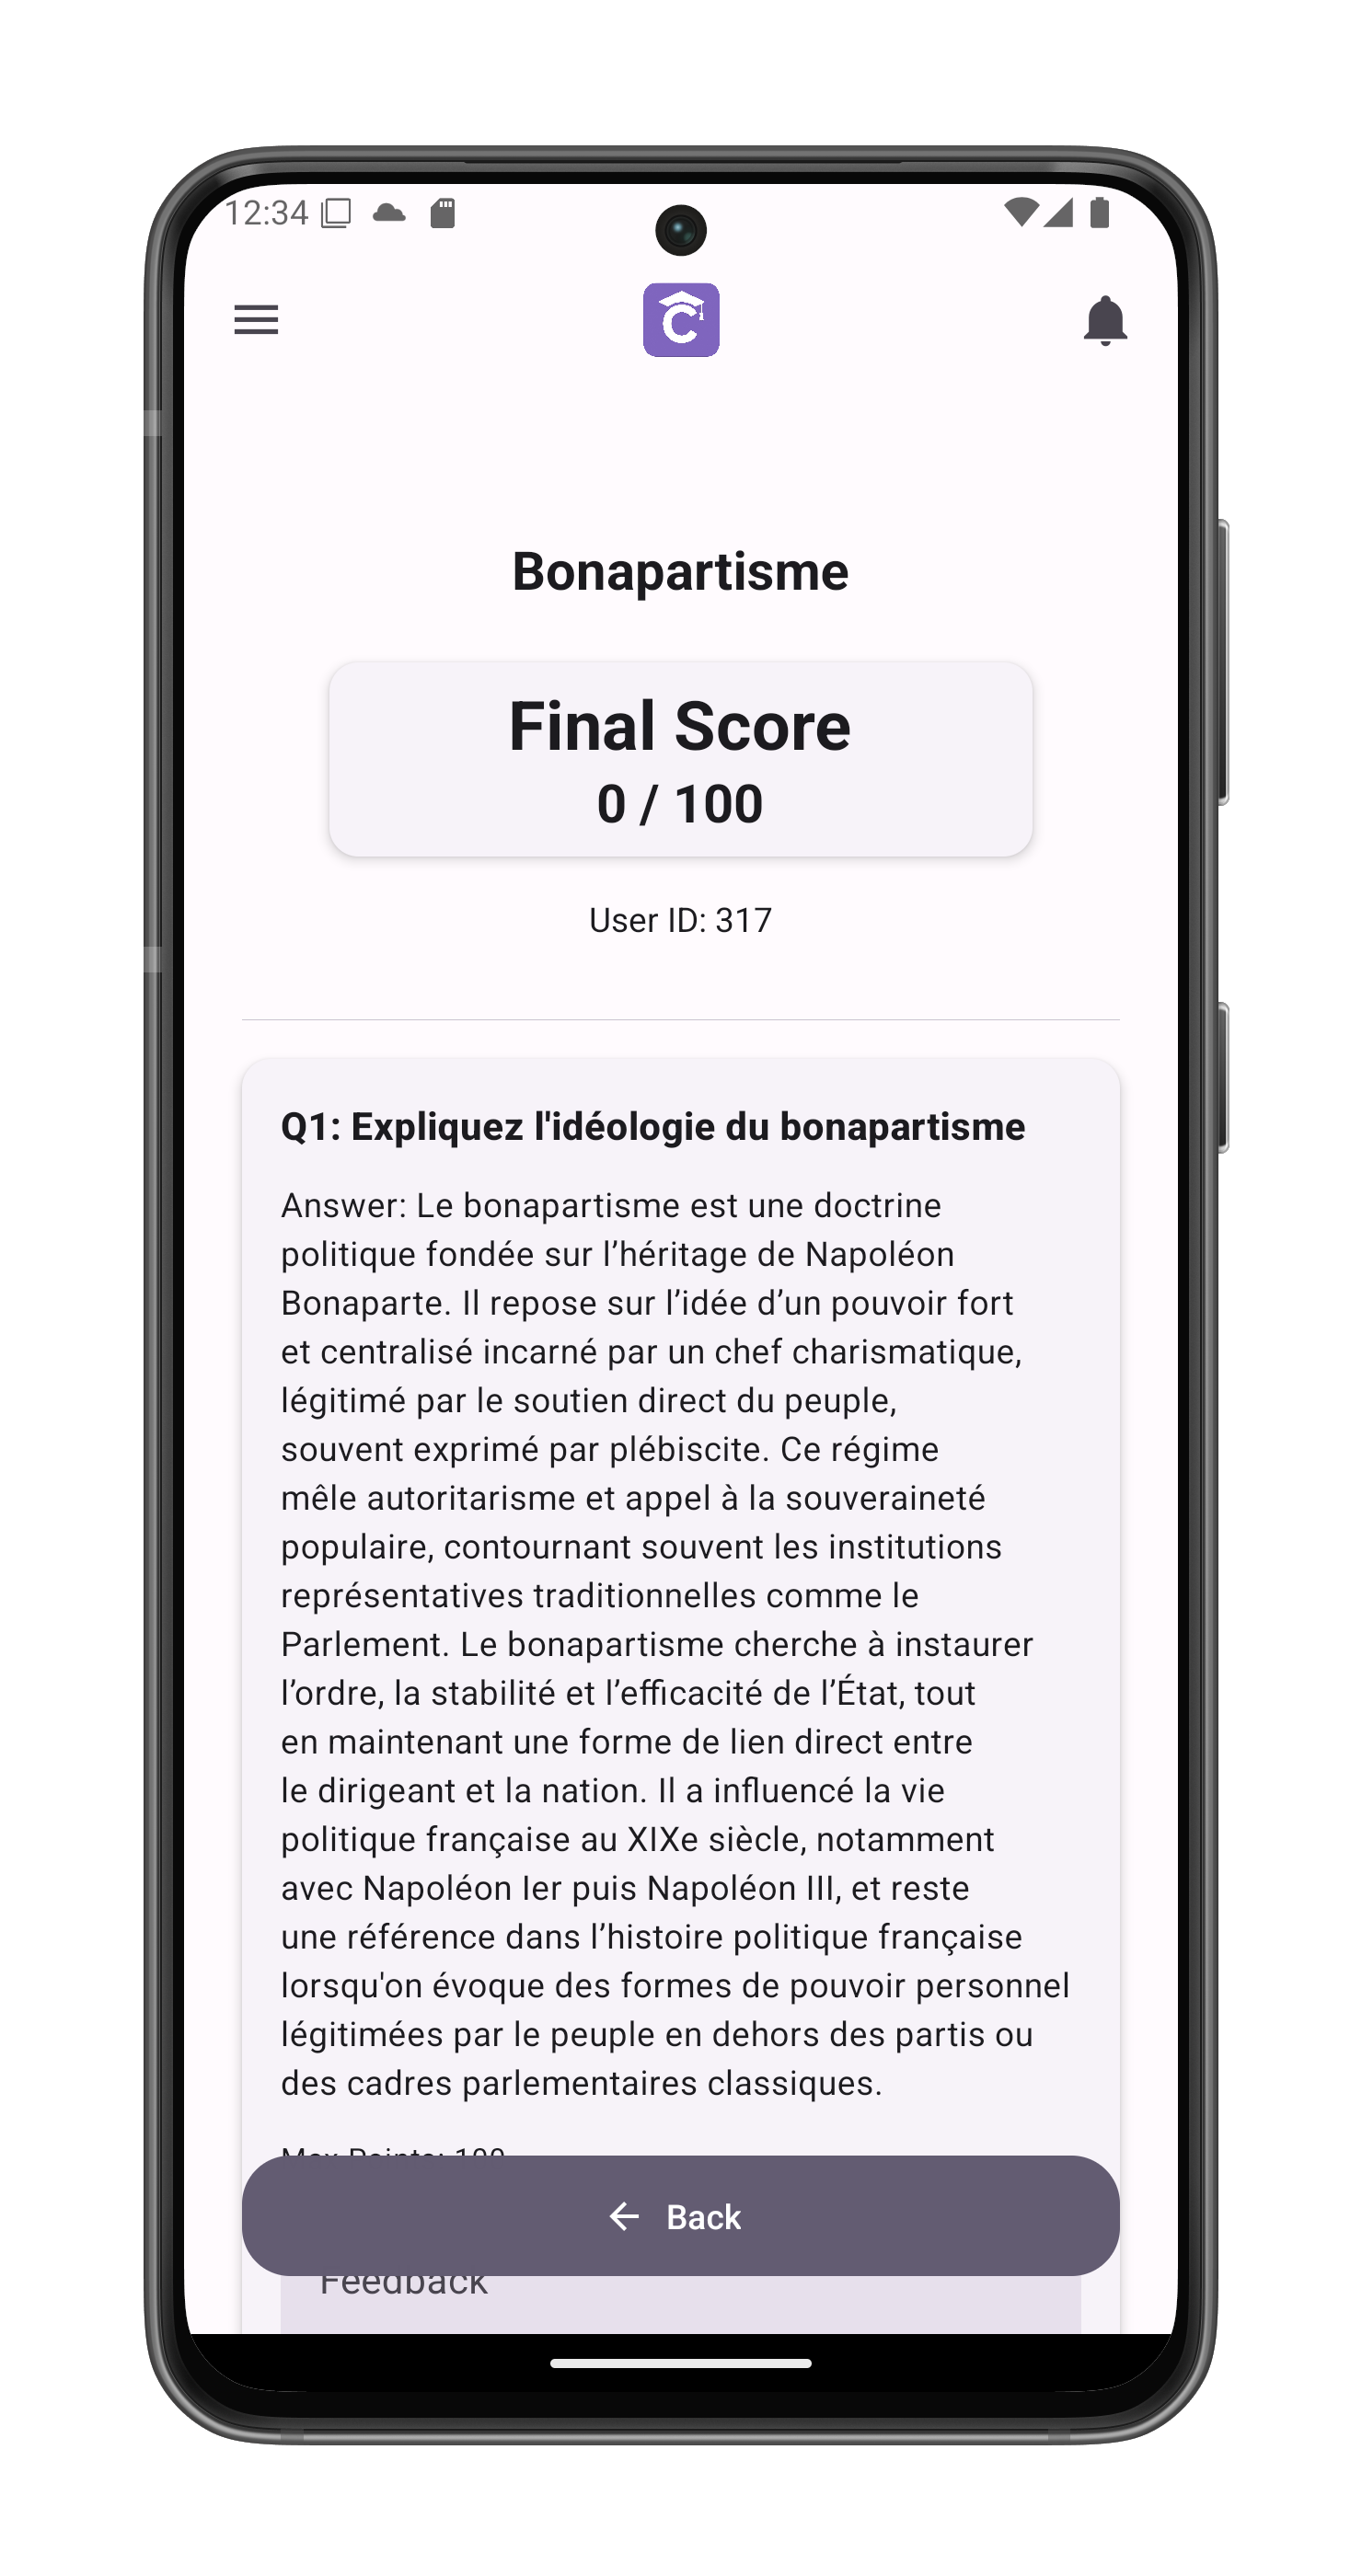 12:34
C
Bonapartisme
Final Score
0 / 100
User ID: 317
Q1: Expliquez l'idéologie du bonapartisme
Answer: Le bonapartisme est une doctrine
politique fondée sur l’héritage de Napoléon
Bonaparte. Il repose sur l’idée d’un pouvoir fort
et centralisé incarné par un chef charismatique,
légitimé par le soutien direct du peuple,
souvent exprimé par plébiscite. Ce régime
mêle autoritarisme et appel à la souveraineté
populaire, contournant souvent les institutions
représentatives traditionnelles comme le
Parlement. Le bonapartisme cherche à instaurer
l’ordre, la stabilité et l’efficacité de l’État, tout
en maintenant une forme de lien direct entre
le dirigeant et la nation. Il a influencé la vie
politique française au XIXe siècle, notamment
avec Napoléon Ier puis Napoléon III, et reste
une référence dans l’histoire politique française
lorsqu'on évoque des formes de pouvoir personnel
légitimées par le peuple en dehors des partis ou
des cadres parlementaires classiques.
Max Points: 100
Back
Feedback